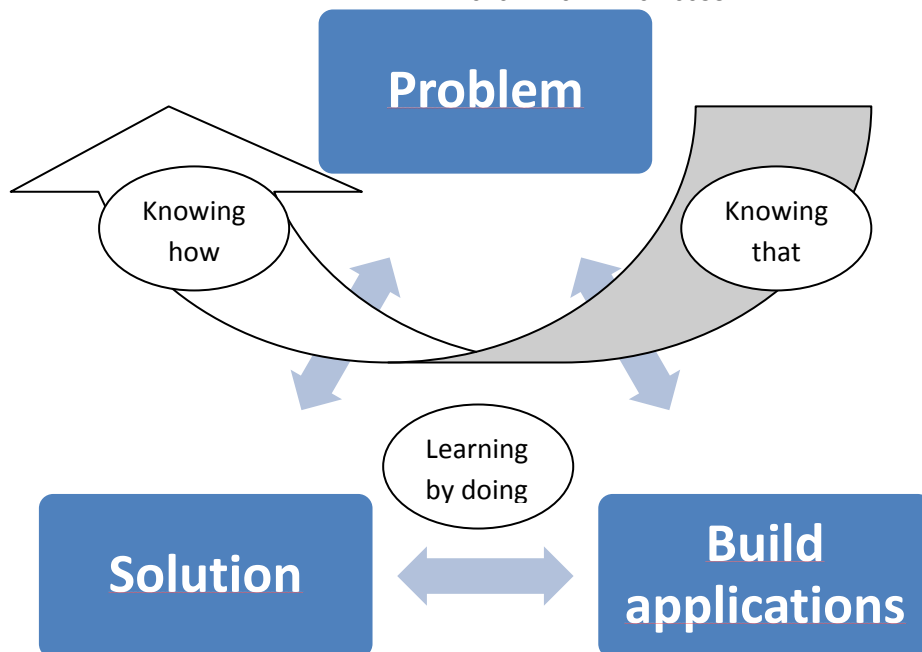 Problem
Knowing
how
Knowing
that
Learning
by doing
Solution
Build
applications